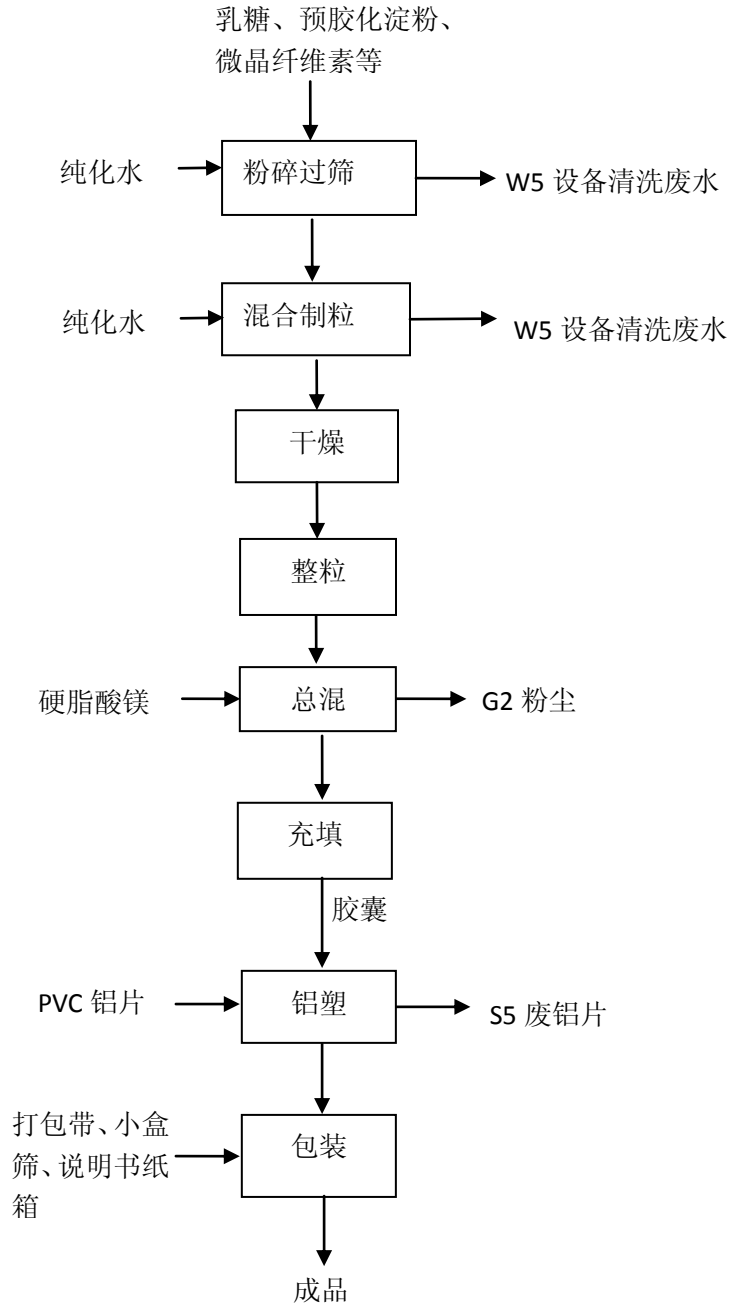 乳糖、预胶化淀粉、
微晶纤维素等
纯化水
粉碎过筛
W5 设备清洗废水
纯化水
混合制粒
W5 设备清洗废水
干燥
整粒
硬脂酸镁
总混
G2 粉尘
充填
胶囊
PVC 铝片
铝塑
S5 废铝片
打包带、小盒
筛、说明书纸
箱
包装
成品